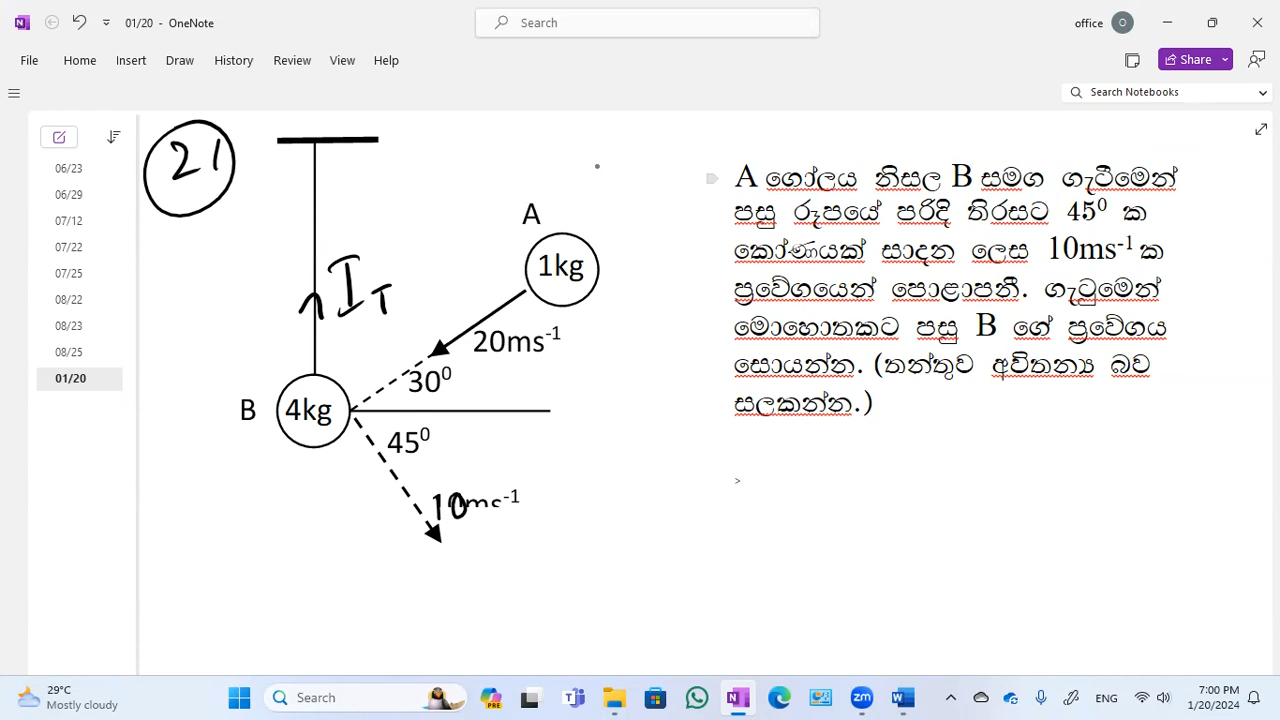 01/20 - OneNote
Search
office
O
File
Home
Insert
Draw
History
Review
View
Help
Share
Search Notebooks
06/23
06/29
07/12
07/22
07/25
08/22
08/23
08/25
01/20
21
I_T
A
1kg
20ms⁻¹
30⁰
B
4kg
45⁰
10ms⁻¹
A ගෝලය නිසල B සමග ගැටීමෙන්
පසු රූපයේ පරිදි තිරසට 45⁰ ක
කෝණයක් සාදන ලෙස 10ms⁻¹ ක
ප්‍රවේගයෙන් පොළාපනී. ගැටුමෙන්
මොහොතකට පසු B ගේ ප්‍රවේගය
සොයන්න. (තන්තුව අවිතන්‍ය බව
සලකන්න.)
29°C
Mostly cloudy
Search
PRE
zm
ENG
7:00 PM
1/20/2024